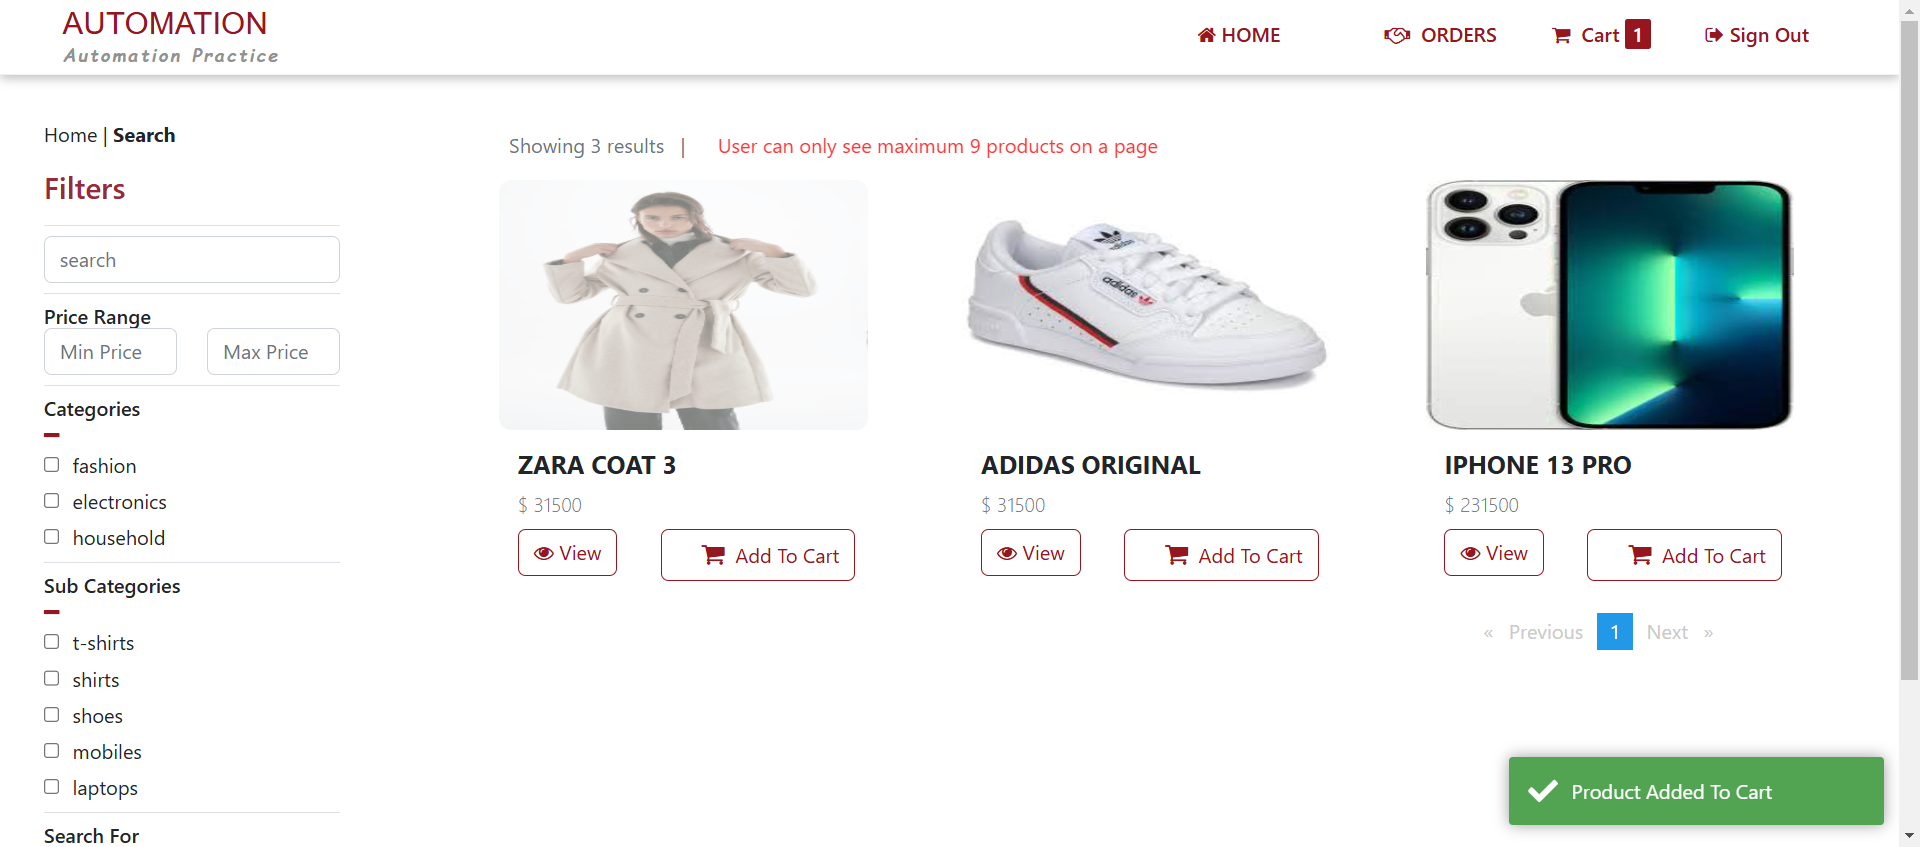 AUTOMATION
Automation Practice
HOME
ORDERS
Cart 1
Sign Out
Home | Search
Filters
search
Price Range
Min Price
Max Price
Categories
fashion
electronics
household
Sub Categories
t-shirts
shirts
shoes
mobiles
laptops
Search For
Showing 3 results |
User can only see maximum 9 products on a page
ZARA COAT 3
$ 31500
View
Add To Cart
adidas
adidas
ADIDAS ORIGINAL
$ 31500
View
Add To Cart
IPHONE 13 PRO
$ 231500
View
Add To Cart
« Previous 1 Next »
Product Added To Cart